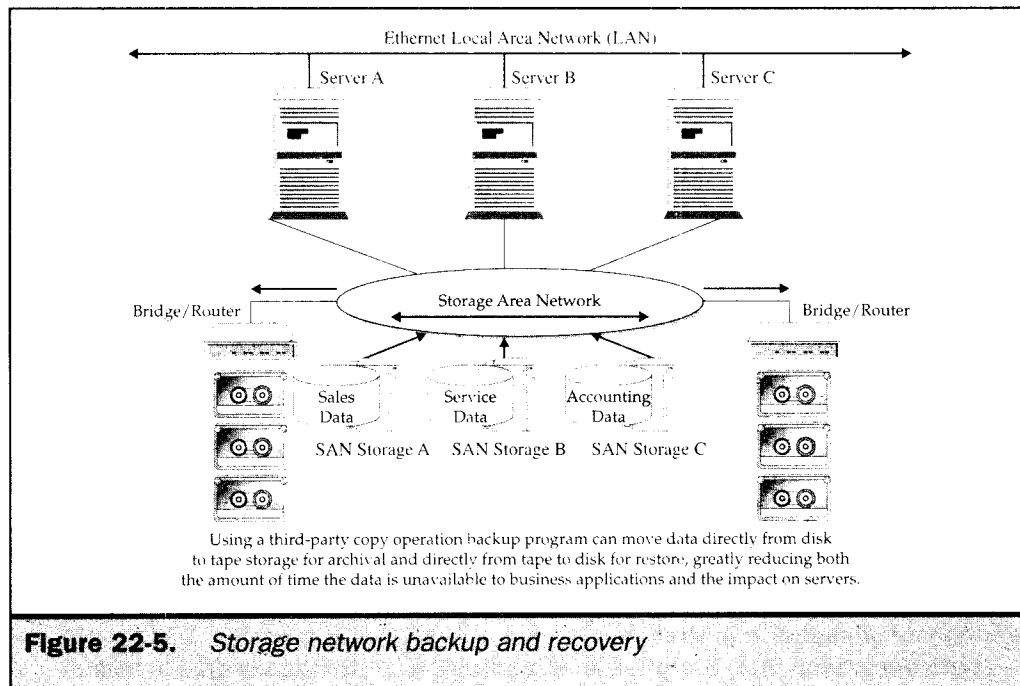 Ethernet Local Area Network (LAN)
Server A
Server B
Server C
Storage Area Network
Bridge/Router
Bridge/Router
Sales
Data
Service
Data
Accounting
Data
SAN Storage A
SAN Storage B
SAN Storage C
Using a third-party copy operation backup program can move data directly from disk
to tape storage for archival and directly from tape to disk for restore, greatly reducing both
the amount of time the data is unavailable to business applications and the impact on servers.
Figure 22-5. Storage network backup and recovery